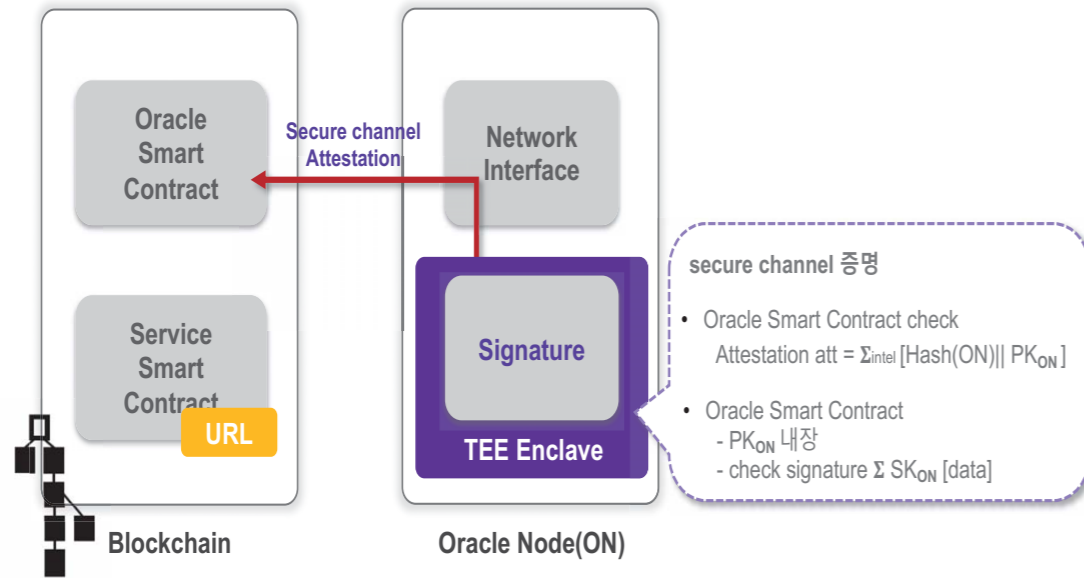 Oracle
Smart
Contract
Secure channel
Attestation
Network
Interface
Service
Smart
Contract
URL
Signature
TEE Enclave
secure channel 증명
• Oracle Smart Contract check
Attestation att = Σintel [Hash(ON)|| PKON ]
• Oracle Smart Contract
- PKON 내장
- check signature Σ SKON [data]
Blockchain
Oracle Node(ON)